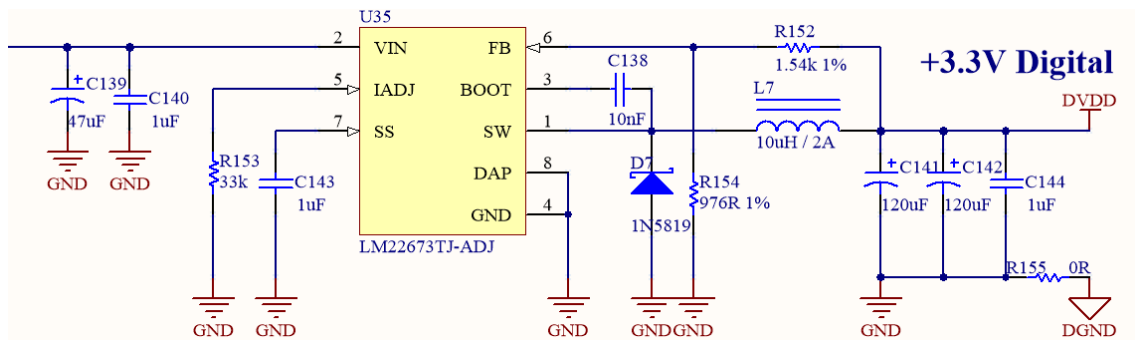 U35
2 VIN FB 6
R152
1.54k 1%
+3.3V Digital
C139
47uF
C140
1uF
5 IADJ BOOT 3
C138
10nF
L7
10uH / 2A
DVDD
7 SS SW 1
R153
33k
C143
1uF
DAP 8
GND 4
D7
1N5819
R154
976R 1%
C141
120uF
C142
120uF
C144
1uF
LM22673TJ-ADJ
R155 0R
GND
GND
GND
GND
GND
GND
GND
GND
DGND